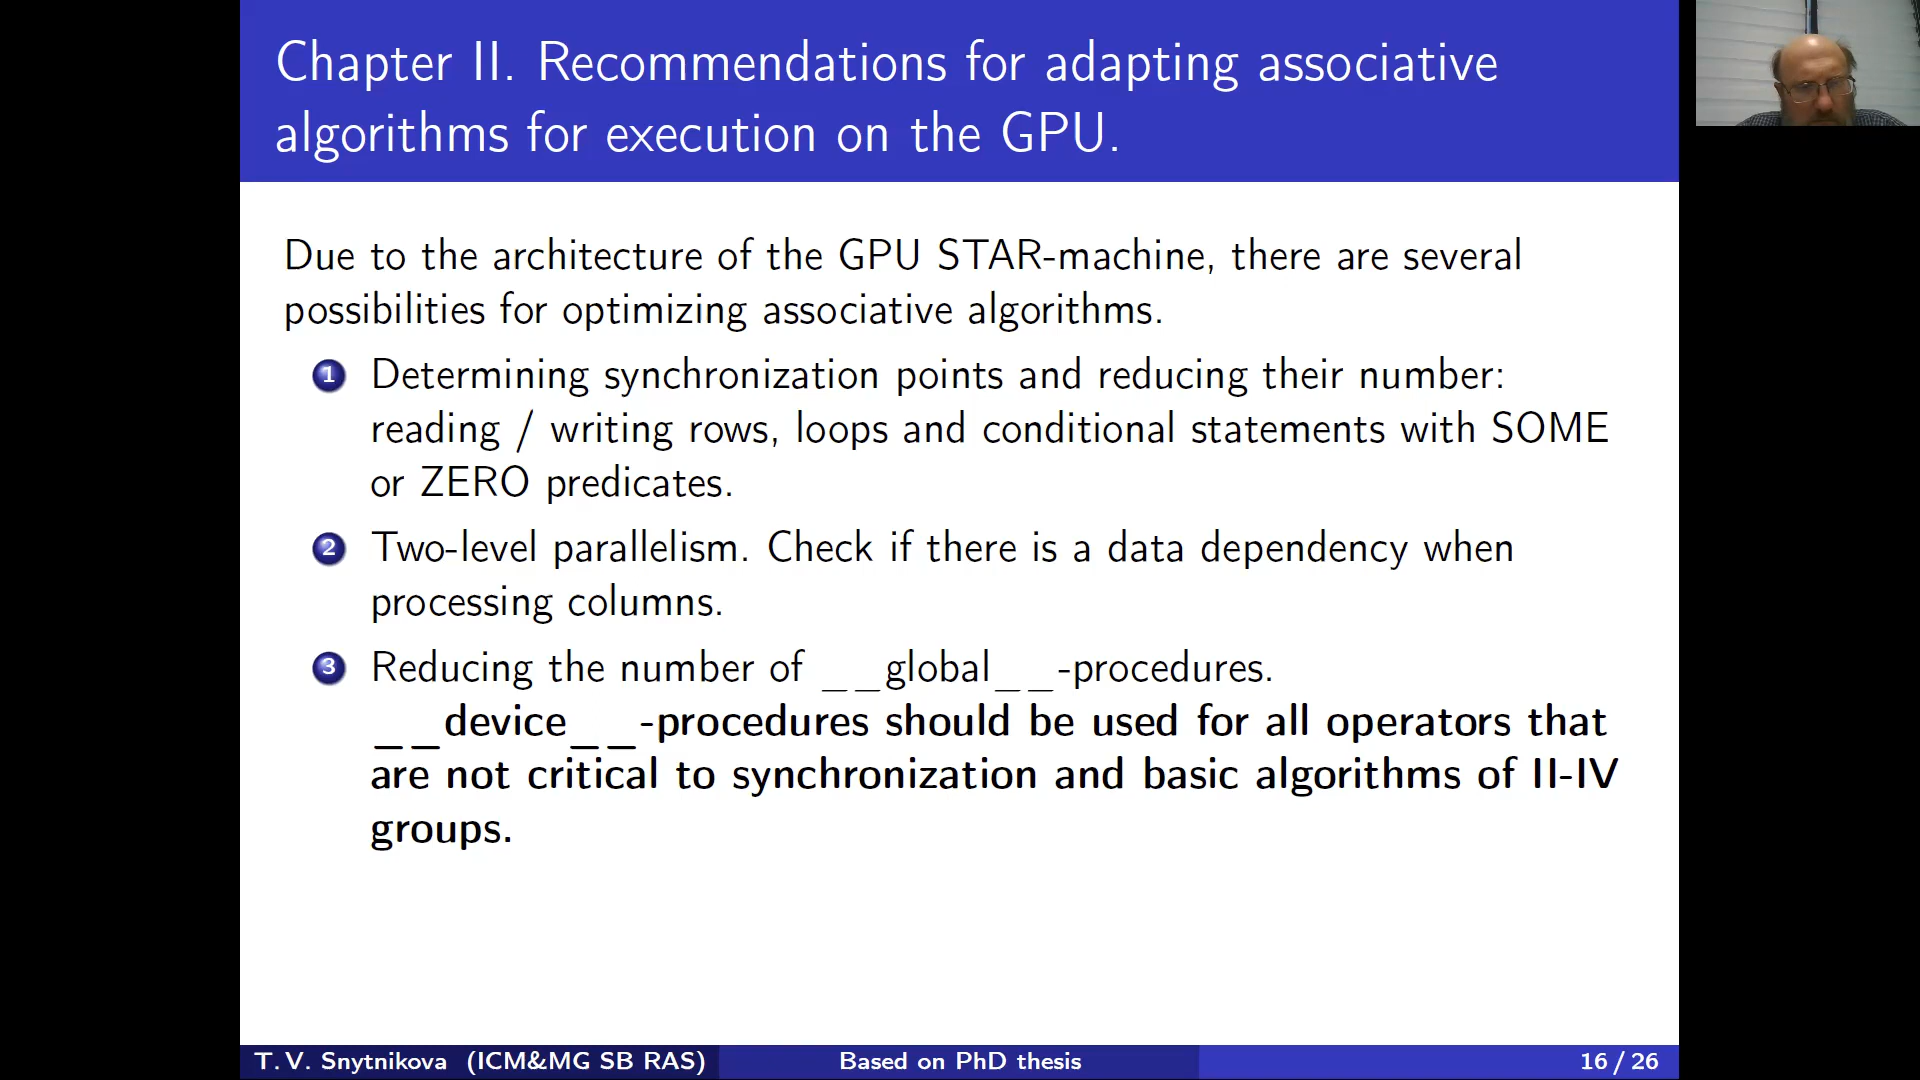 Chapter II. Recommendations for adapting associative
algorithms for execution on the GPU.
Due to the architecture of the GPU STAR-machine, there are several
possibilities for optimizing associative algorithms.
1 Determining synchronization points and reducing their number:
reading / writing rows, loops and conditional statements with SOME
or ZERO predicates.
2 Two-level parallelism. Check if there is a data dependency when
processing columns.
3 Reducing the number of __global__-procedures.
__device__-procedures should be used for all operators that
are not critical to synchronization and basic algorithms of II-IV
groups.
T. V. Snytnikova (ICM&MG SB RAS) Based on PhD thesis 16 / 26